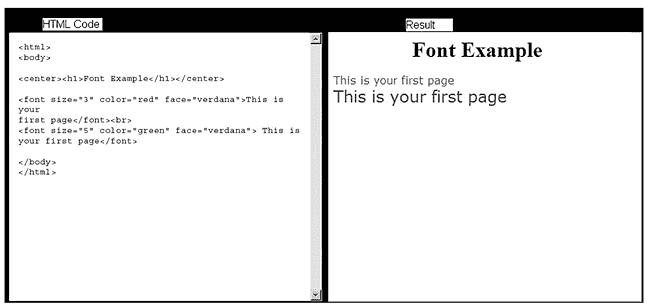 HTML Code
Result
<html>
<body>
<center><h1>Font Example</h1></center>
<font size="3" color="red" face="verdana">This is
your
first page</font><br>
<font size="5" color="green" face="verdana"> This is
your first page</font>
</body>
</html>
Font Example
This is your first page
This is your first page